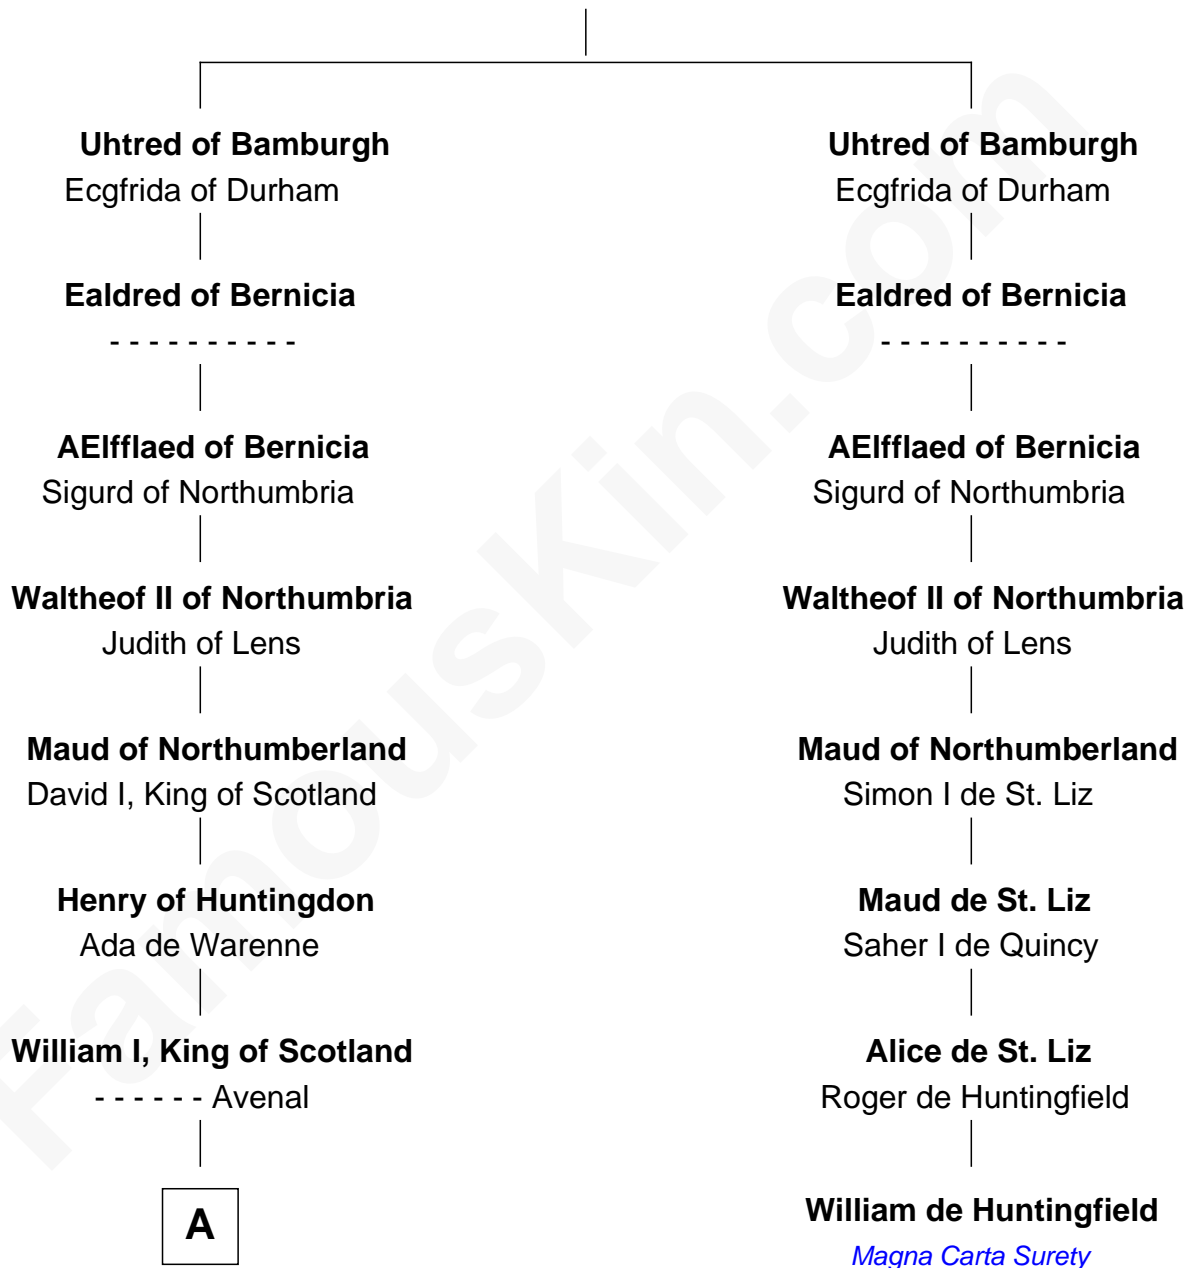 Uhtred of Bamburgh
Ecgfrida of Durham
Ealdred of Bernicia
- - - - - - - - - -
AElfflaed of Bernicia
Sigurd of Northumbria
Waltheof II of Northumbria
Judith of Lens
Maud of Northumberland
David I, King of Scotland
Henry of Huntingdon
Ada de Warenne
William I, King of Scotland
- - - - - - Avenal
A
Uhtred of Bamburgh
Ecgfrida of Durham
Ealdred of Bernicia
- - - - - - - - - -
AElfflaed of Bernicia
Sigurd of Northumbria
Waltheof II of Northumbria
Judith of Lens
Maud of Northumberland
Simon I de St. Liz
Maud de St. Liz
Saher I de Quincy
Alice de St. Liz
Roger de Huntingfield
William de Huntingfield
Magna Carta Surety
FamousKin.com